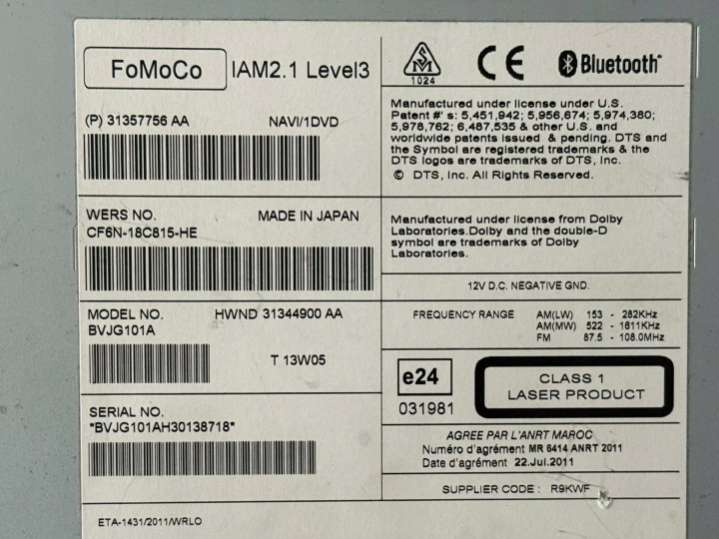 FoMoCo
IAM2.1 Level3
(P) 31357756 AA
NAVI/1DVD
WERS NO.
MADE IN JAPAN
CF6N-18C815-HE
MODEL NO.
HWND 31344900 AA
BVJG101A
T 13W05
SERIAL NO.
*BVJG101AH30138718*
ETA-1431/2011/WRLO
1024
CE
Bluetooth
Manufactured under license under U.S.
Patent #'s: 5,451,942; 5,956,674; 5,974,380;
5,978,762; 6,487,535 & other U.S. and
worldwide patents issued & pending. DTS and
the Symbol are registered trademarks & the
DTS logos are trademarks of DTS, Inc.
© DTS, Inc. All Rights Reserved.
Manufactured under license from Dolby
Laboratories.Dolby and the double-D
symbol are trademarks of Dolby
Laboratories.
12V D.C. NEGATIVE GND.
FREQUENCY RANGE AM(LW) 153 - 282KHz
AM(MW) 522 - 1611KHz
FM 87.5 - 108.0MHz
e24
031981
CLASS 1
LASER PRODUCT
AGREE PAR L'ANRT MAROC
Numéro d'agrément MR 6414 ANRT 2011
Date d'agrément 22.Jul.2011
SUPPLIER CODE : R9KWF